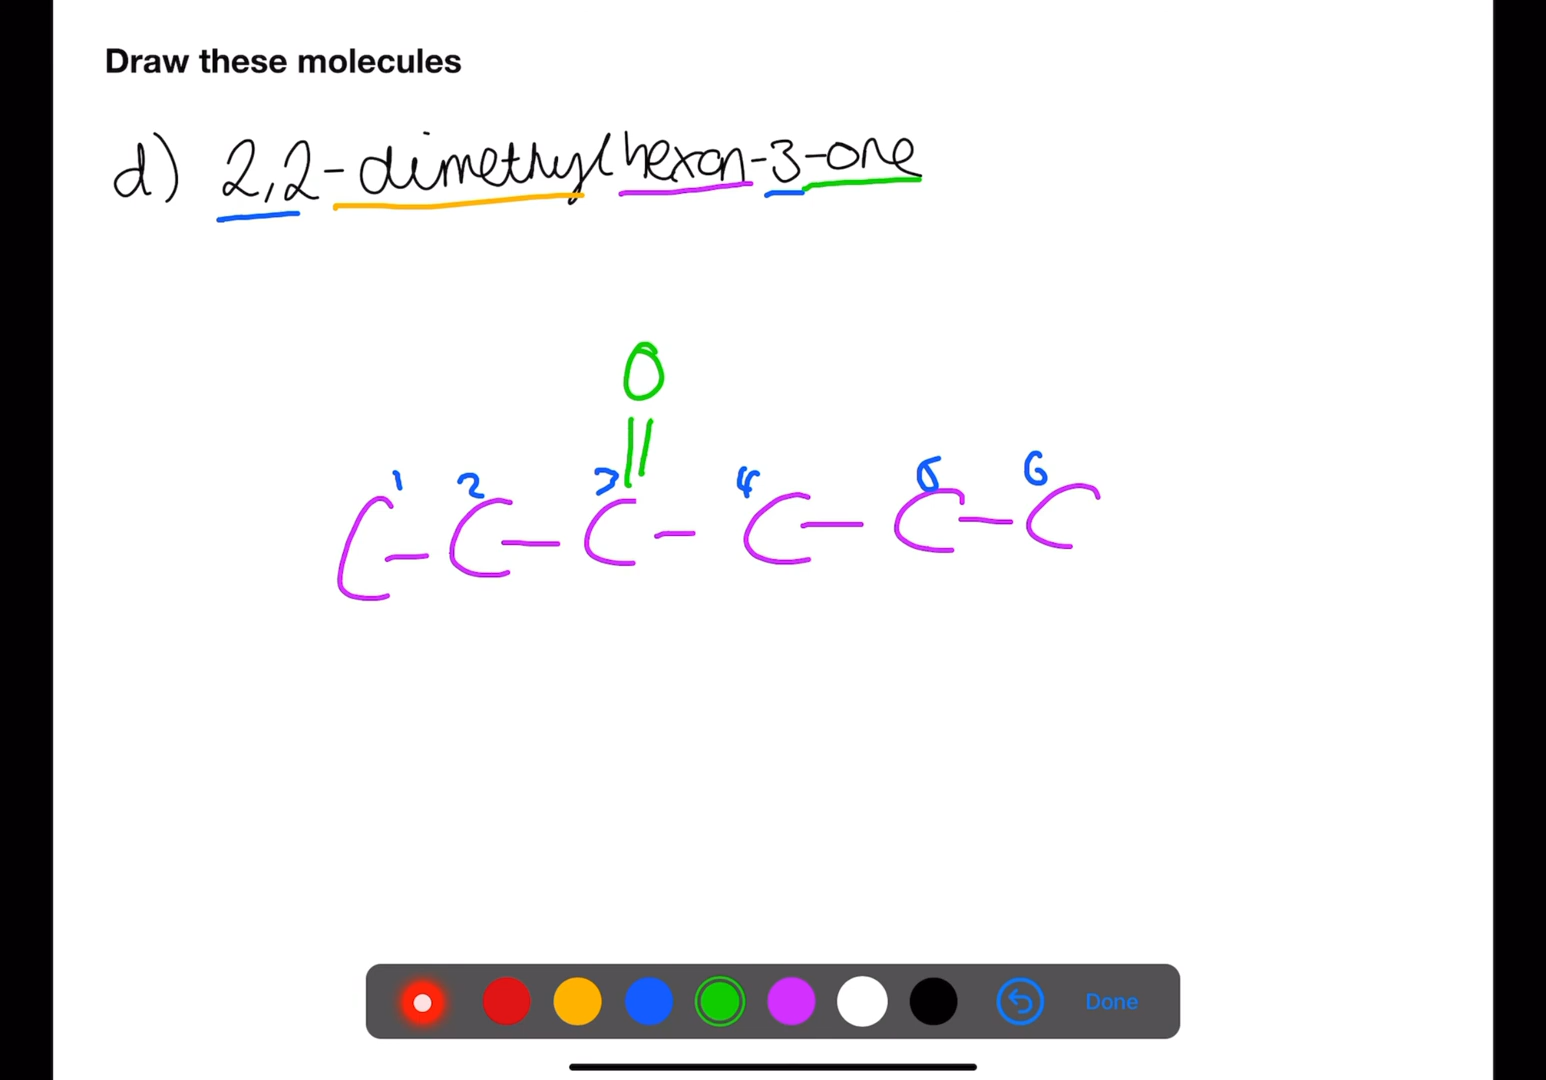 Draw these molecules
d) 2,2-dimethylhexan-3-one
O
1 2 3 4 5 6
C-C-C-C-C-C
Done